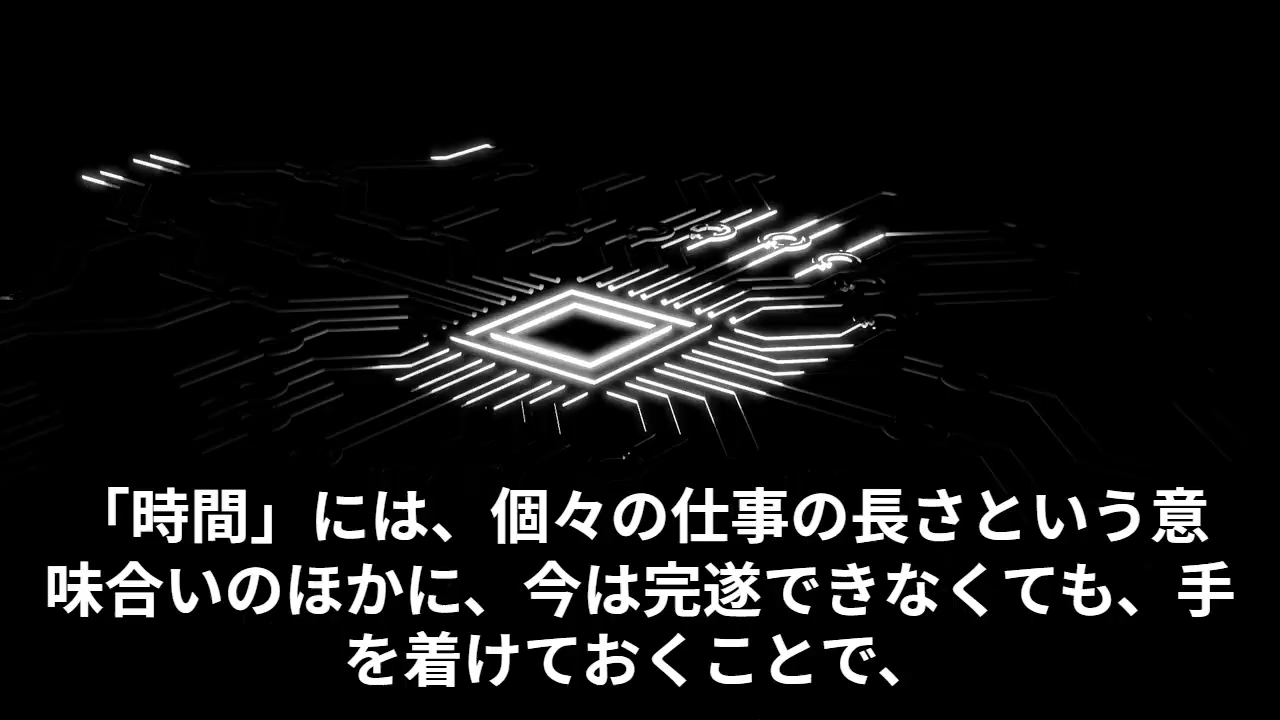 「時間」には、個々の仕事の長さという意
味合いのほかに、今は完遂できなくても、手
を着けておくことで、